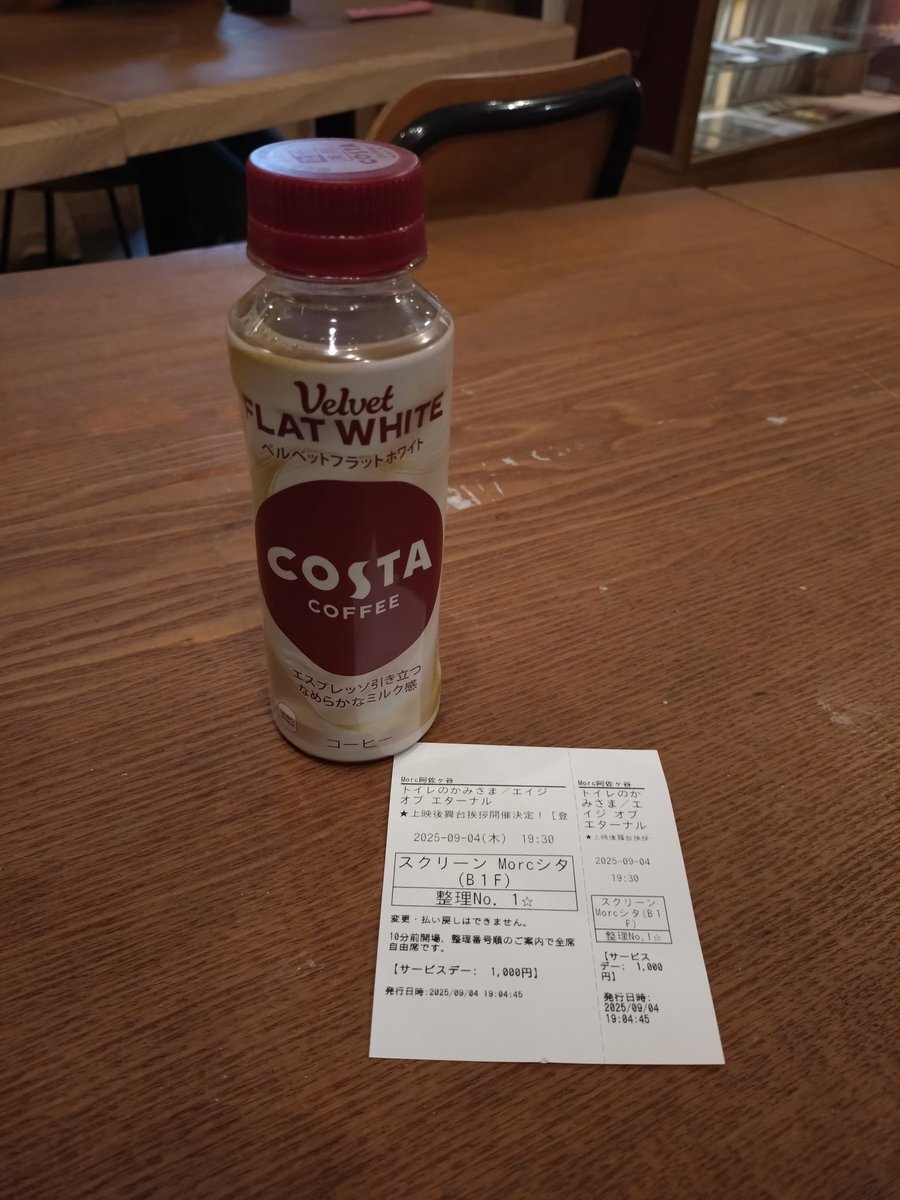 COSTA
Velvet
FLAT WHITE
ベルベットフラットホワイト
COSTA
COFFEE
エスプレッソ引き立つ
なめらかなミルク感
コーヒー
Morc阿佐ヶ谷
トイレのかみさま／エイジ
オブ エターナル
★上映後舞台挨拶開催決定！［登
2025-09-04(木) 19:30
スクリーン Morcシタ
(B１F)
整理No. 1☆
変更・払い戻しはできません。
10分前開場、整理番号順のご案内で全席
自由席です。
【サービスデー: 1,000円】
発行日時:2025/09/04 19:04:45
Morc阿佐ヶ谷
トイレのか
みさま／エ
イジ オブ
エターナル
★上映後舞台挨拶
2025-09-04
19:30
スクリーン
Morcシタ(B１
F)
整理No.1☆
【サービス
デー: 1,000
円】
発行日時:
2025/09/04
19:04:45